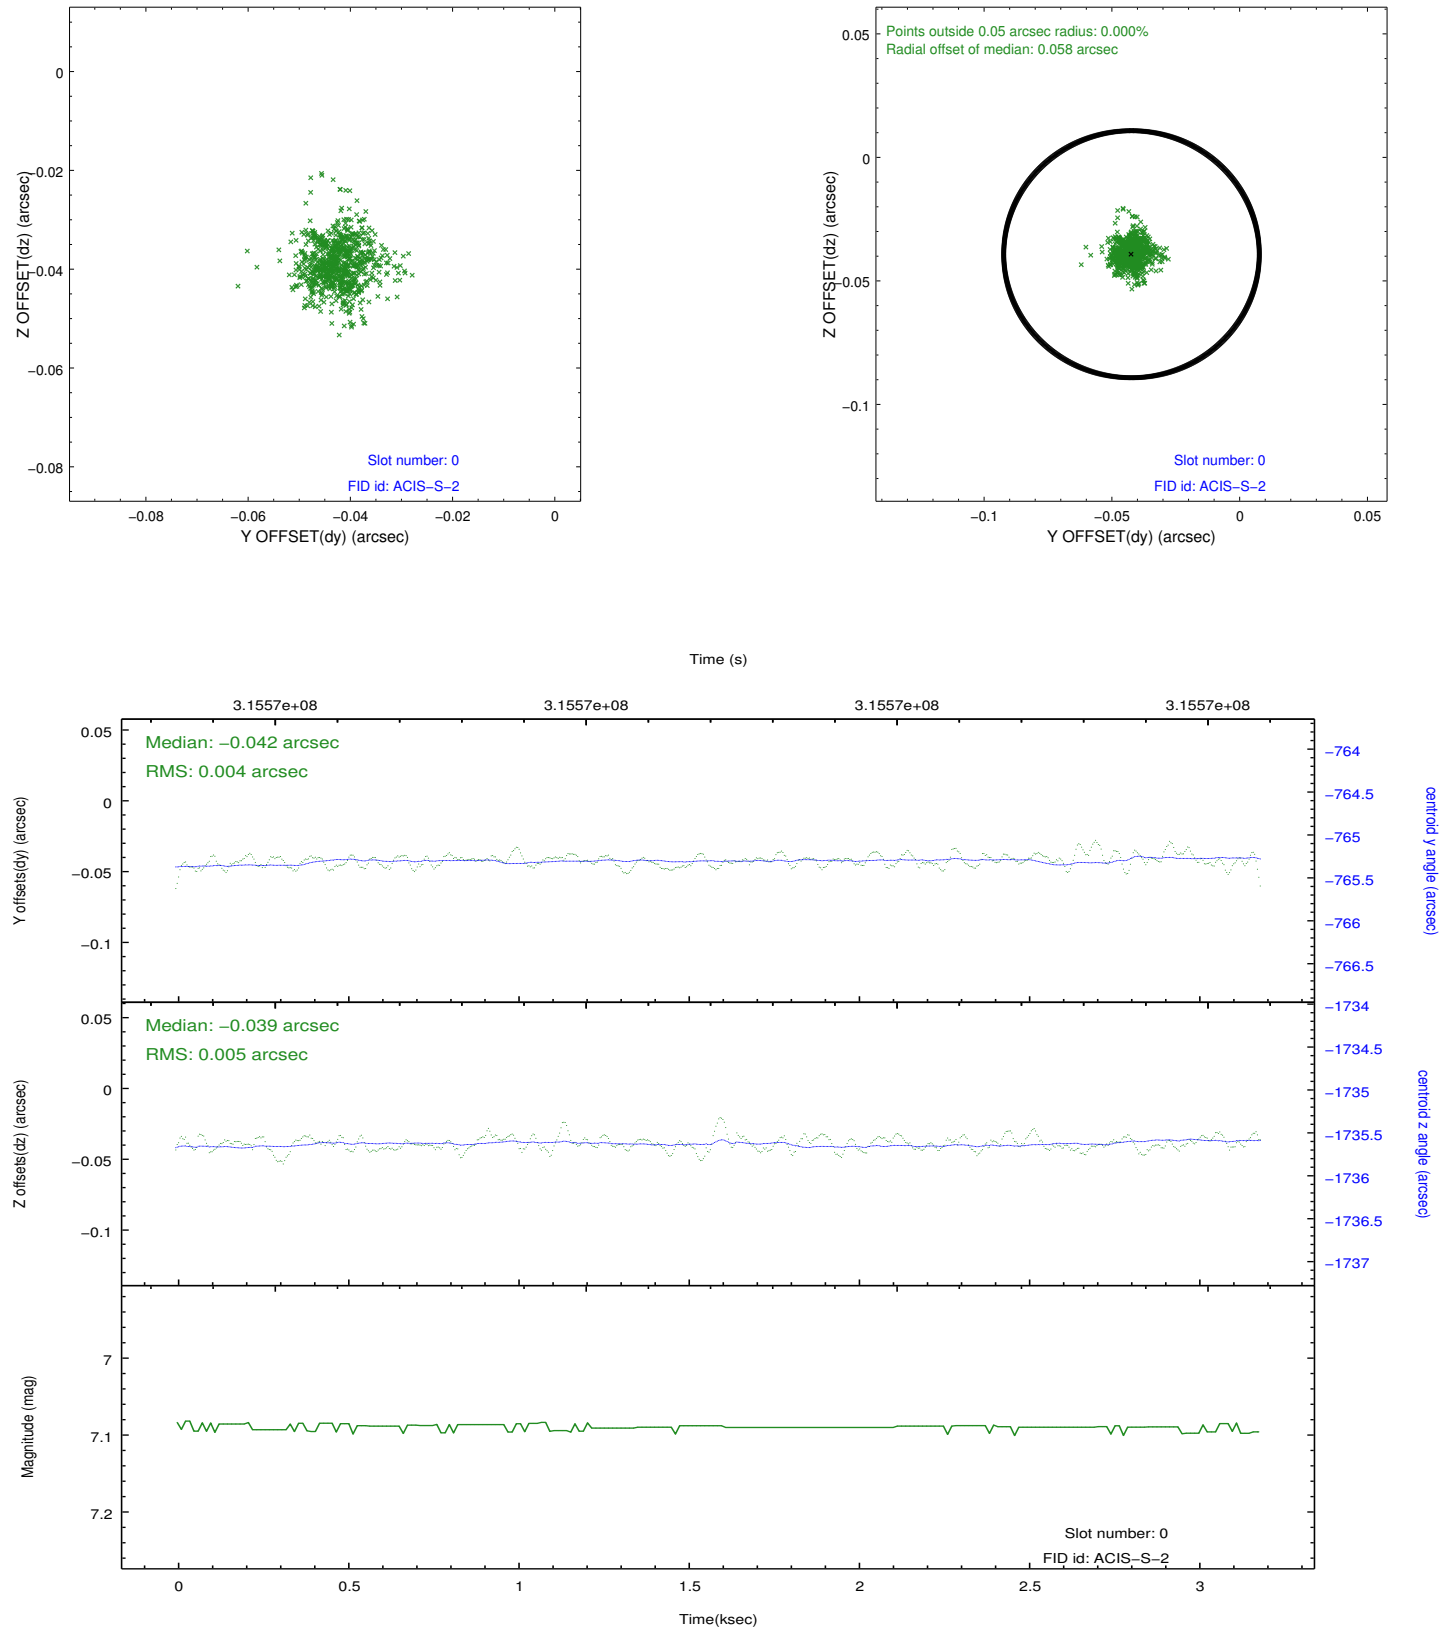 0
−0.02
−0.04
−0.06
−0.08
Z OFFSET(dz) (arcsec)
Slot number: 0
FID id: ACIS−S−2
−0.08
−0.06
−0.04
−0.02
0
Y OFFSET(dy) (arcsec)
Points outside 0.05 arcsec radius: 0.000%
Radial offset of median: 0.058 arcsec
0.05
0
−0.05
−0.1
Z OFFSET(dz) (arcsec)
Slot number: 0
FID id: ACIS−S−2
−0.1
−0.05
0
0.05
Y OFFSET(dy) (arcsec)
Time (s)
3.1557e+08
3.1557e+08
3.1557e+08
3.1557e+08
Median: −0.042 arcsec
RMS: 0.004 arcsec
0.05
0
−0.05
−0.1
Y offsets(dy) (arcsec)
−764
−764.5
−765
−765.5
−766
−766.5
centroid y angle (arcsec)
Median: −0.039 arcsec
RMS: 0.005 arcsec
0.05
0
−0.05
−0.1
Z offsets(dz) (arcsec)
−1734
−1734.5
−1735
−1735.5
−1736
−1736.5
−1737
centroid z angle (arcsec)
7
7.1
7.2
Magnitude (mag)
Slot number: 0
FID id: ACIS−S−2
0
0.5
1
1.5
2
2.5
3
Time(ksec)